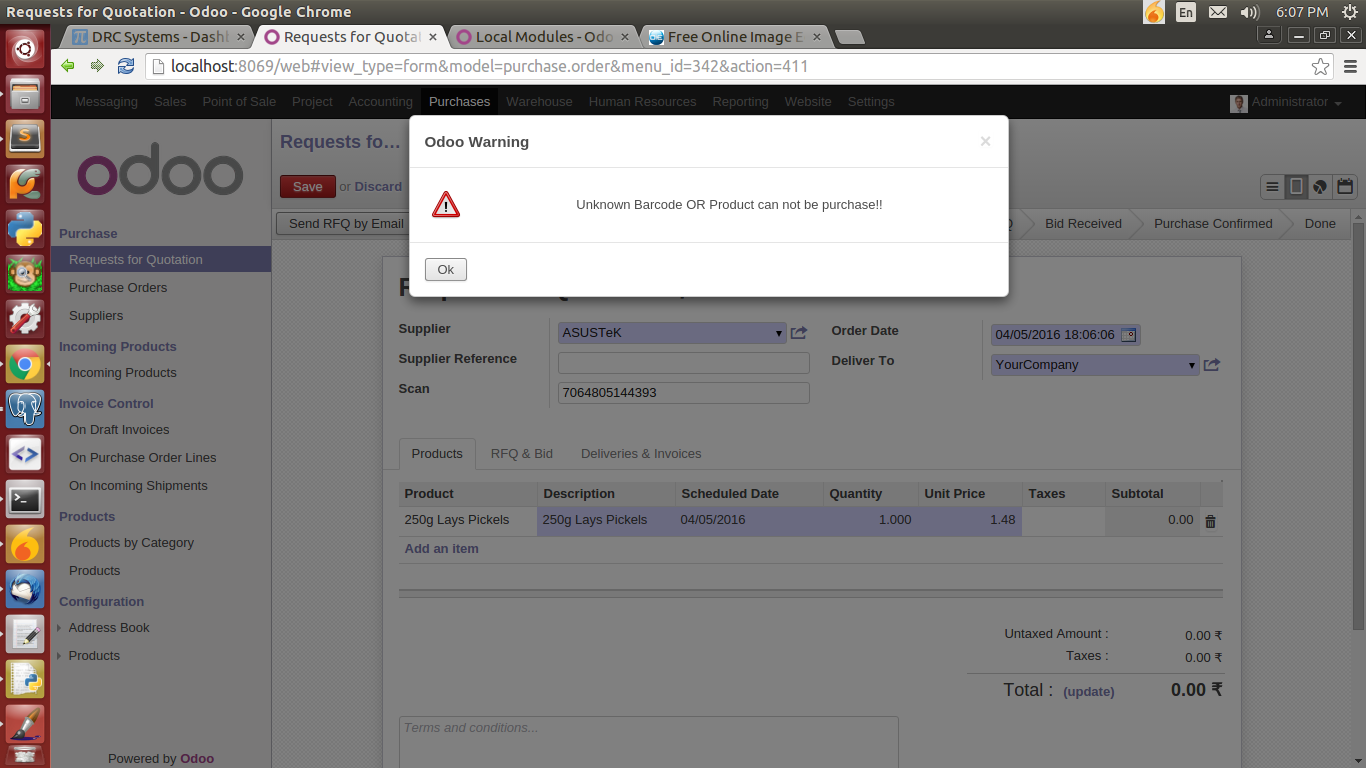 Requests for Quotation - Odoo - Google Chrome
En
6:07 PM
DRC Systems - Dashb
Requests for Quotat
Local Modules - Odo
Free Online Image E
localhost:8069/web#view_type=form&model=purchase.order&menu_id=342&action=411
Messaging Sales Point of Sale Project Accounting Purchases Warehouse Human Resources Reporting Website Settings Administrator
odoo
Purchase
Requests for Quotation
Purchase Orders
Suppliers
Incoming Products
Incoming Products
Invoice Control
On Draft Invoices
On Purchase Order Lines
On Incoming Shipments
Products
Products by Category
Products
Configuration
Address Book
Products
Powered by Odoo
Requests fo...
Save or Discard
Send RFQ by Email
Bid Received Purchase Confirmed Done
Odoo Warning
×
Unknown Barcode OR Product can not be purchase!!
Ok
Supplier ASUSTeK
Order Date 04/05/2016 18:06:06
Supplier Reference
Deliver To YourCompany
Scan 7064805144393
Products RFQ & Bid Deliveries & Invoices
Product Description Scheduled Date Quantity Unit Price Taxes Subtotal
250g Lays Pickels 250g Lays Pickels 04/05/2016 1.000 1.48 0.00
Add an item
Untaxed Amount : 0.00 ₹
Taxes : 0.00 ₹
Total : (update) 0.00 ₹
Terms and conditions...